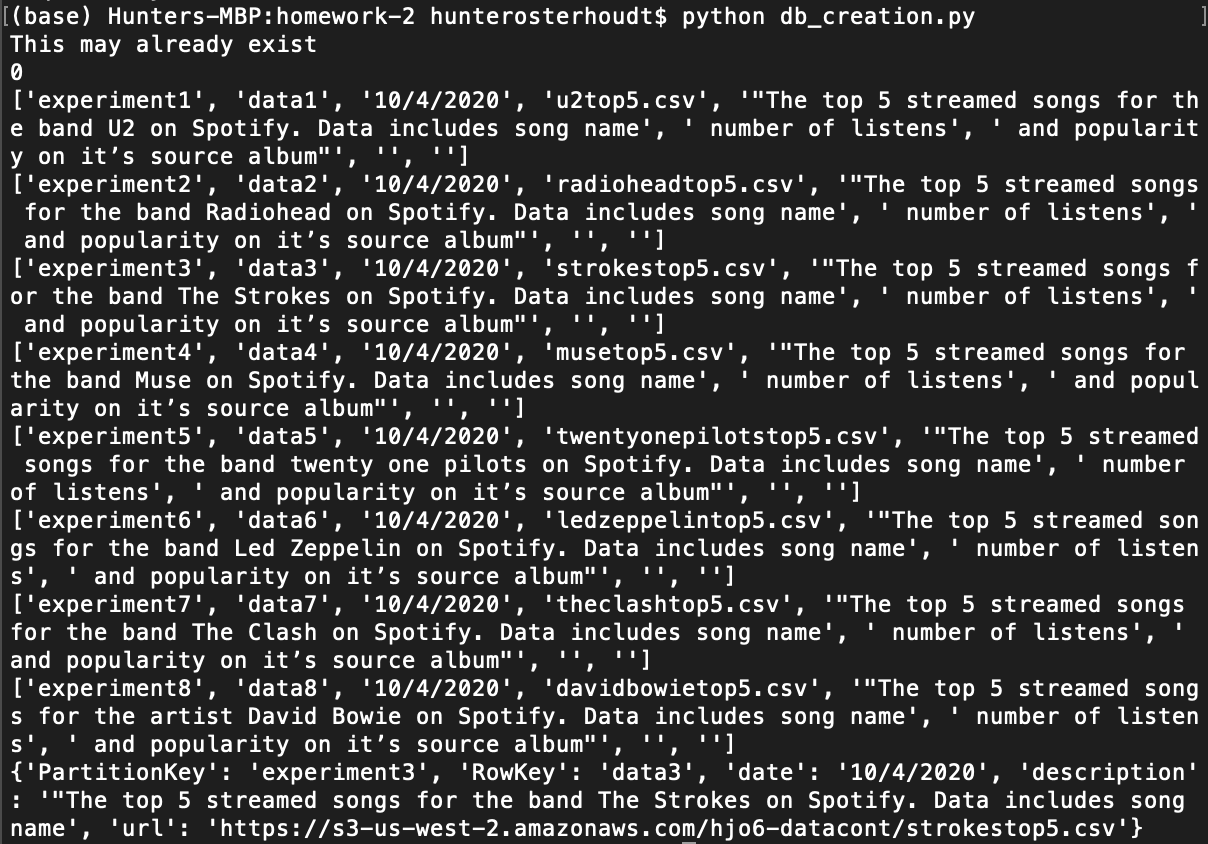 [(base) Hunters-MBP:homework-2 hunterosterhoudt$ python db_creation.py ]
This may already exist
0
['experiment1', 'data1', '10/4/2020', 'u2top5.csv', '"The top 5 streamed songs for th
e band U2 on Spotify. Data includes song name', ' number of listens', ' and popularit
y on it’s source album"', '', '']
['experiment2', 'data2', '10/4/2020', 'radioheadtop5.csv', '"The top 5 streamed songs
 for the band Radiohead on Spotify. Data includes song name', ' number of listens', '
 and popularity on it’s source album"', '', '']
['experiment3', 'data3', '10/4/2020', 'strokestop5.csv', '"The top 5 streamed songs f
or the band The Strokes on Spotify. Data includes song name', ' number of listens', '
 and popularity on it’s source album"', '', '']
['experiment4', 'data4', '10/4/2020', 'musetop5.csv', '"The top 5 streamed songs for
the band Muse on Spotify. Data includes song name', ' number of listens', ' and popul
arity on it’s source album"', '', '']
['experiment5', 'data5', '10/4/2020', 'twentyonepilotstop5.csv', '"The top 5 streamed
 songs for the band twenty one pilots on Spotify. Data includes song name', ' number
of listens', ' and popularity on it’s source album"', '', '']
['experiment6', 'data6', '10/4/2020', 'ledzeppelintop5.csv', '"The top 5 streamed son
gs for the band Led Zeppelin on Spotify. Data includes song name', ' number of listen
s', ' and popularity on it’s source album"', '', '']
['experiment7', 'data7', '10/4/2020', 'theclashtop5.csv', '"The top 5 streamed songs
for the band The Clash on Spotify. Data includes song name', ' number of listens', '
and popularity on it’s source album"', '', '']
['experiment8', 'data8', '10/4/2020', 'davidbowietop5.csv', '"The top 5 streamed song
s for the artist David Bowie on Spotify. Data includes song name', ' number of listen
s', ' and popularity on it’s source album"', '', '']
{'PartitionKey': 'experiment3', 'RowKey': 'data3', 'date': '10/4/2020', 'description'
: '"The top 5 streamed songs for the band The Strokes on Spotify. Data includes song
name', 'url': 'https://s3-us-west-2.amazonaws.com/hjo6-datacont/strokestop5.csv'}